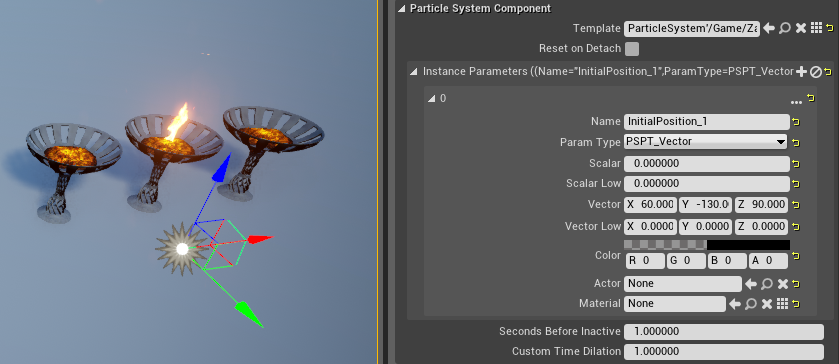 Particle System Component
Template ParticleSystem'/Game/Za
Reset on Detach
Instance Parameters ((Name="InitialPosition_1",ParamType=PSPT_Vector
0
Name InitialPosition_1
Param Type PSPT_Vector
Scalar 0.000000
Scalar Low 0.000000
Vector X 60.000 Y -130.0 Z 90.000
Vector Low X 0.0000 Y 0.0000 Z 0.0000
Color
R 0 G 0 B 0 A 0
Actor None
Material None
Seconds Before Inactive 1.000000
Custom Time Dilation 1.000000